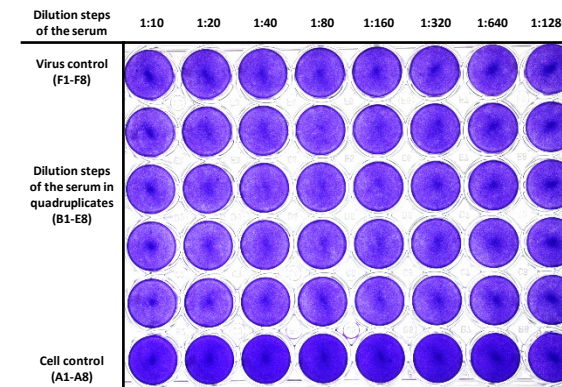 Dilution steps
of the serum
1:10 1:20 1:40 1:80 1:160 1:320 1:640 1:128
Virus control
(F1-F8)
Dilution steps
of the serum in
quadruplicates
(B1-E8)
Cell control
(A1-A8)